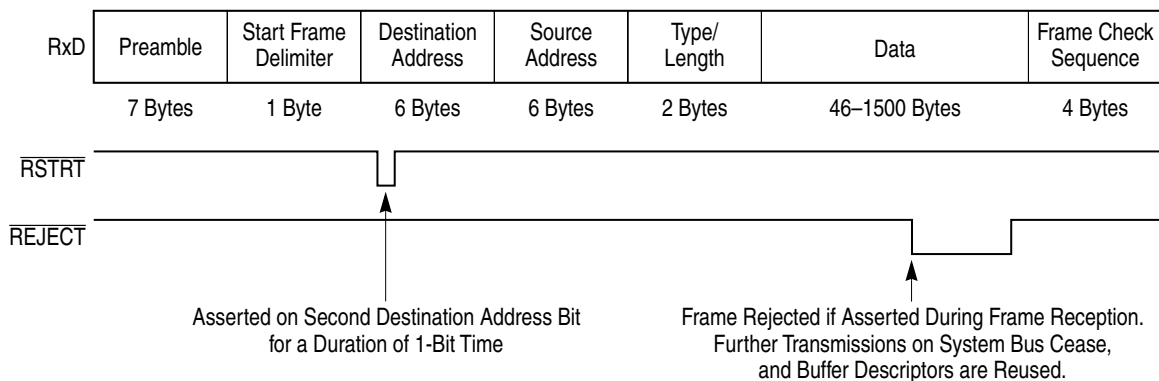 RxD
Preamble
Start Frame
Delimiter
Destination
Address
Source
Address
Type/
Length
Data
Frame Check
Sequence
7 Bytes
1 Byte
6 Bytes
6 Bytes
2 Bytes
46–1500 Bytes
4 Bytes
RSTRT
REJECT
Asserted on Second Destination Address Bit
for a Duration of 1-Bit Time
Frame Rejected if Asserted During Frame Reception.
Further Transmissions on System Bus Cease,
and Buffer Descriptors are Reused.